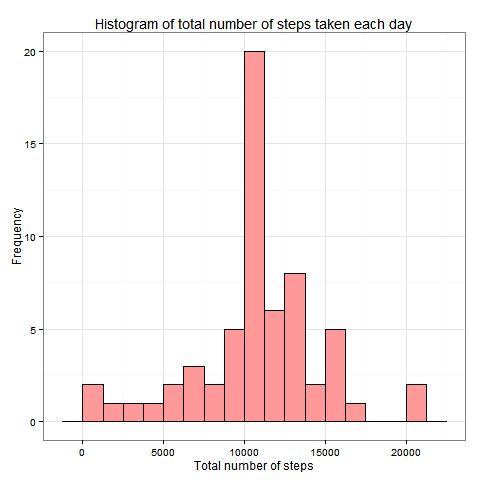 Histogram of total number of steps taken each day
20
15
10
5
0
Frequency
0 5000 10000 15000 20000
Total number of steps